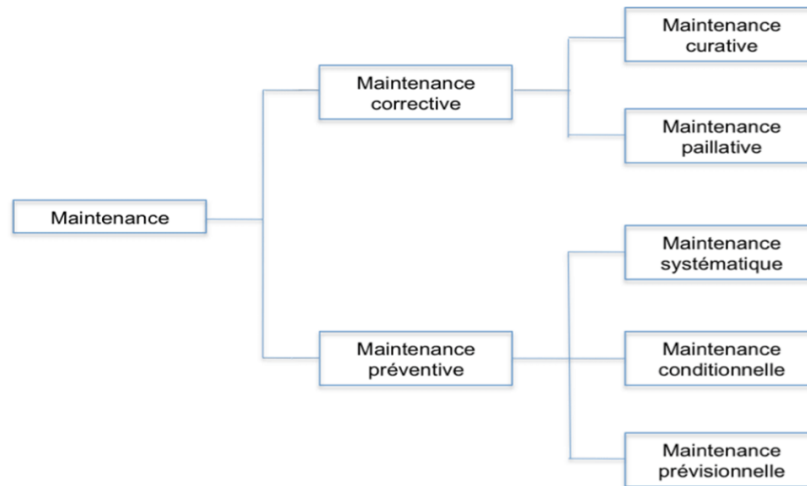 Maintenance
curative
Maintenance
corrective
Maintenance
paillative
Maintenance
Maintenance
systématique
Maintenance
préventive
Maintenance
conditionnelle
Maintenance
prévisionnelle